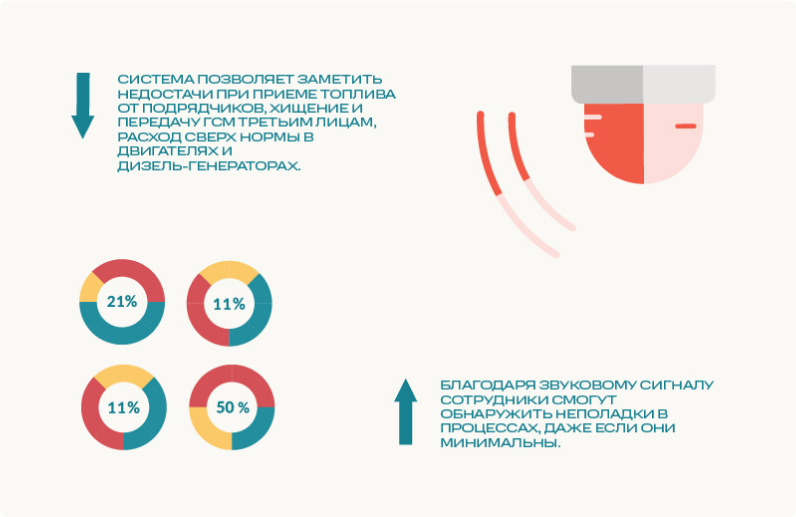 СИСТЕМА ПОЗВОЛЯЕТ ЗАМЕТИТЬ
НЕДОСТАЧИ ПРИ ПРИЕМЕ ТОПЛИВА
ОТ ПОДРЯДЧИКОВ, ХИЩЕНИЕ И
ПЕРЕДАЧУ ГСМ ТРЕТЬИМ ЛИЦАМ,
РАСХОД СВЕРХ НОРМЫ В
ДВИГАТЕЛЯХ И
ДИЗЕЛЬ-ГЕНЕРАТОРАХ.
21%
11%
11%
50 %
БЛАГОДАРЯ ЗВУКОВОМУ СИГНАЛУ
СОТРУДНИКИ СМОГУТ
ОБНАРУЖИТЬ НЕПОЛАДКИ В
ПРОЦЕССАХ, ДАЖЕ ЕСЛИ ОНИ
МИНИМАЛЬНЫ.